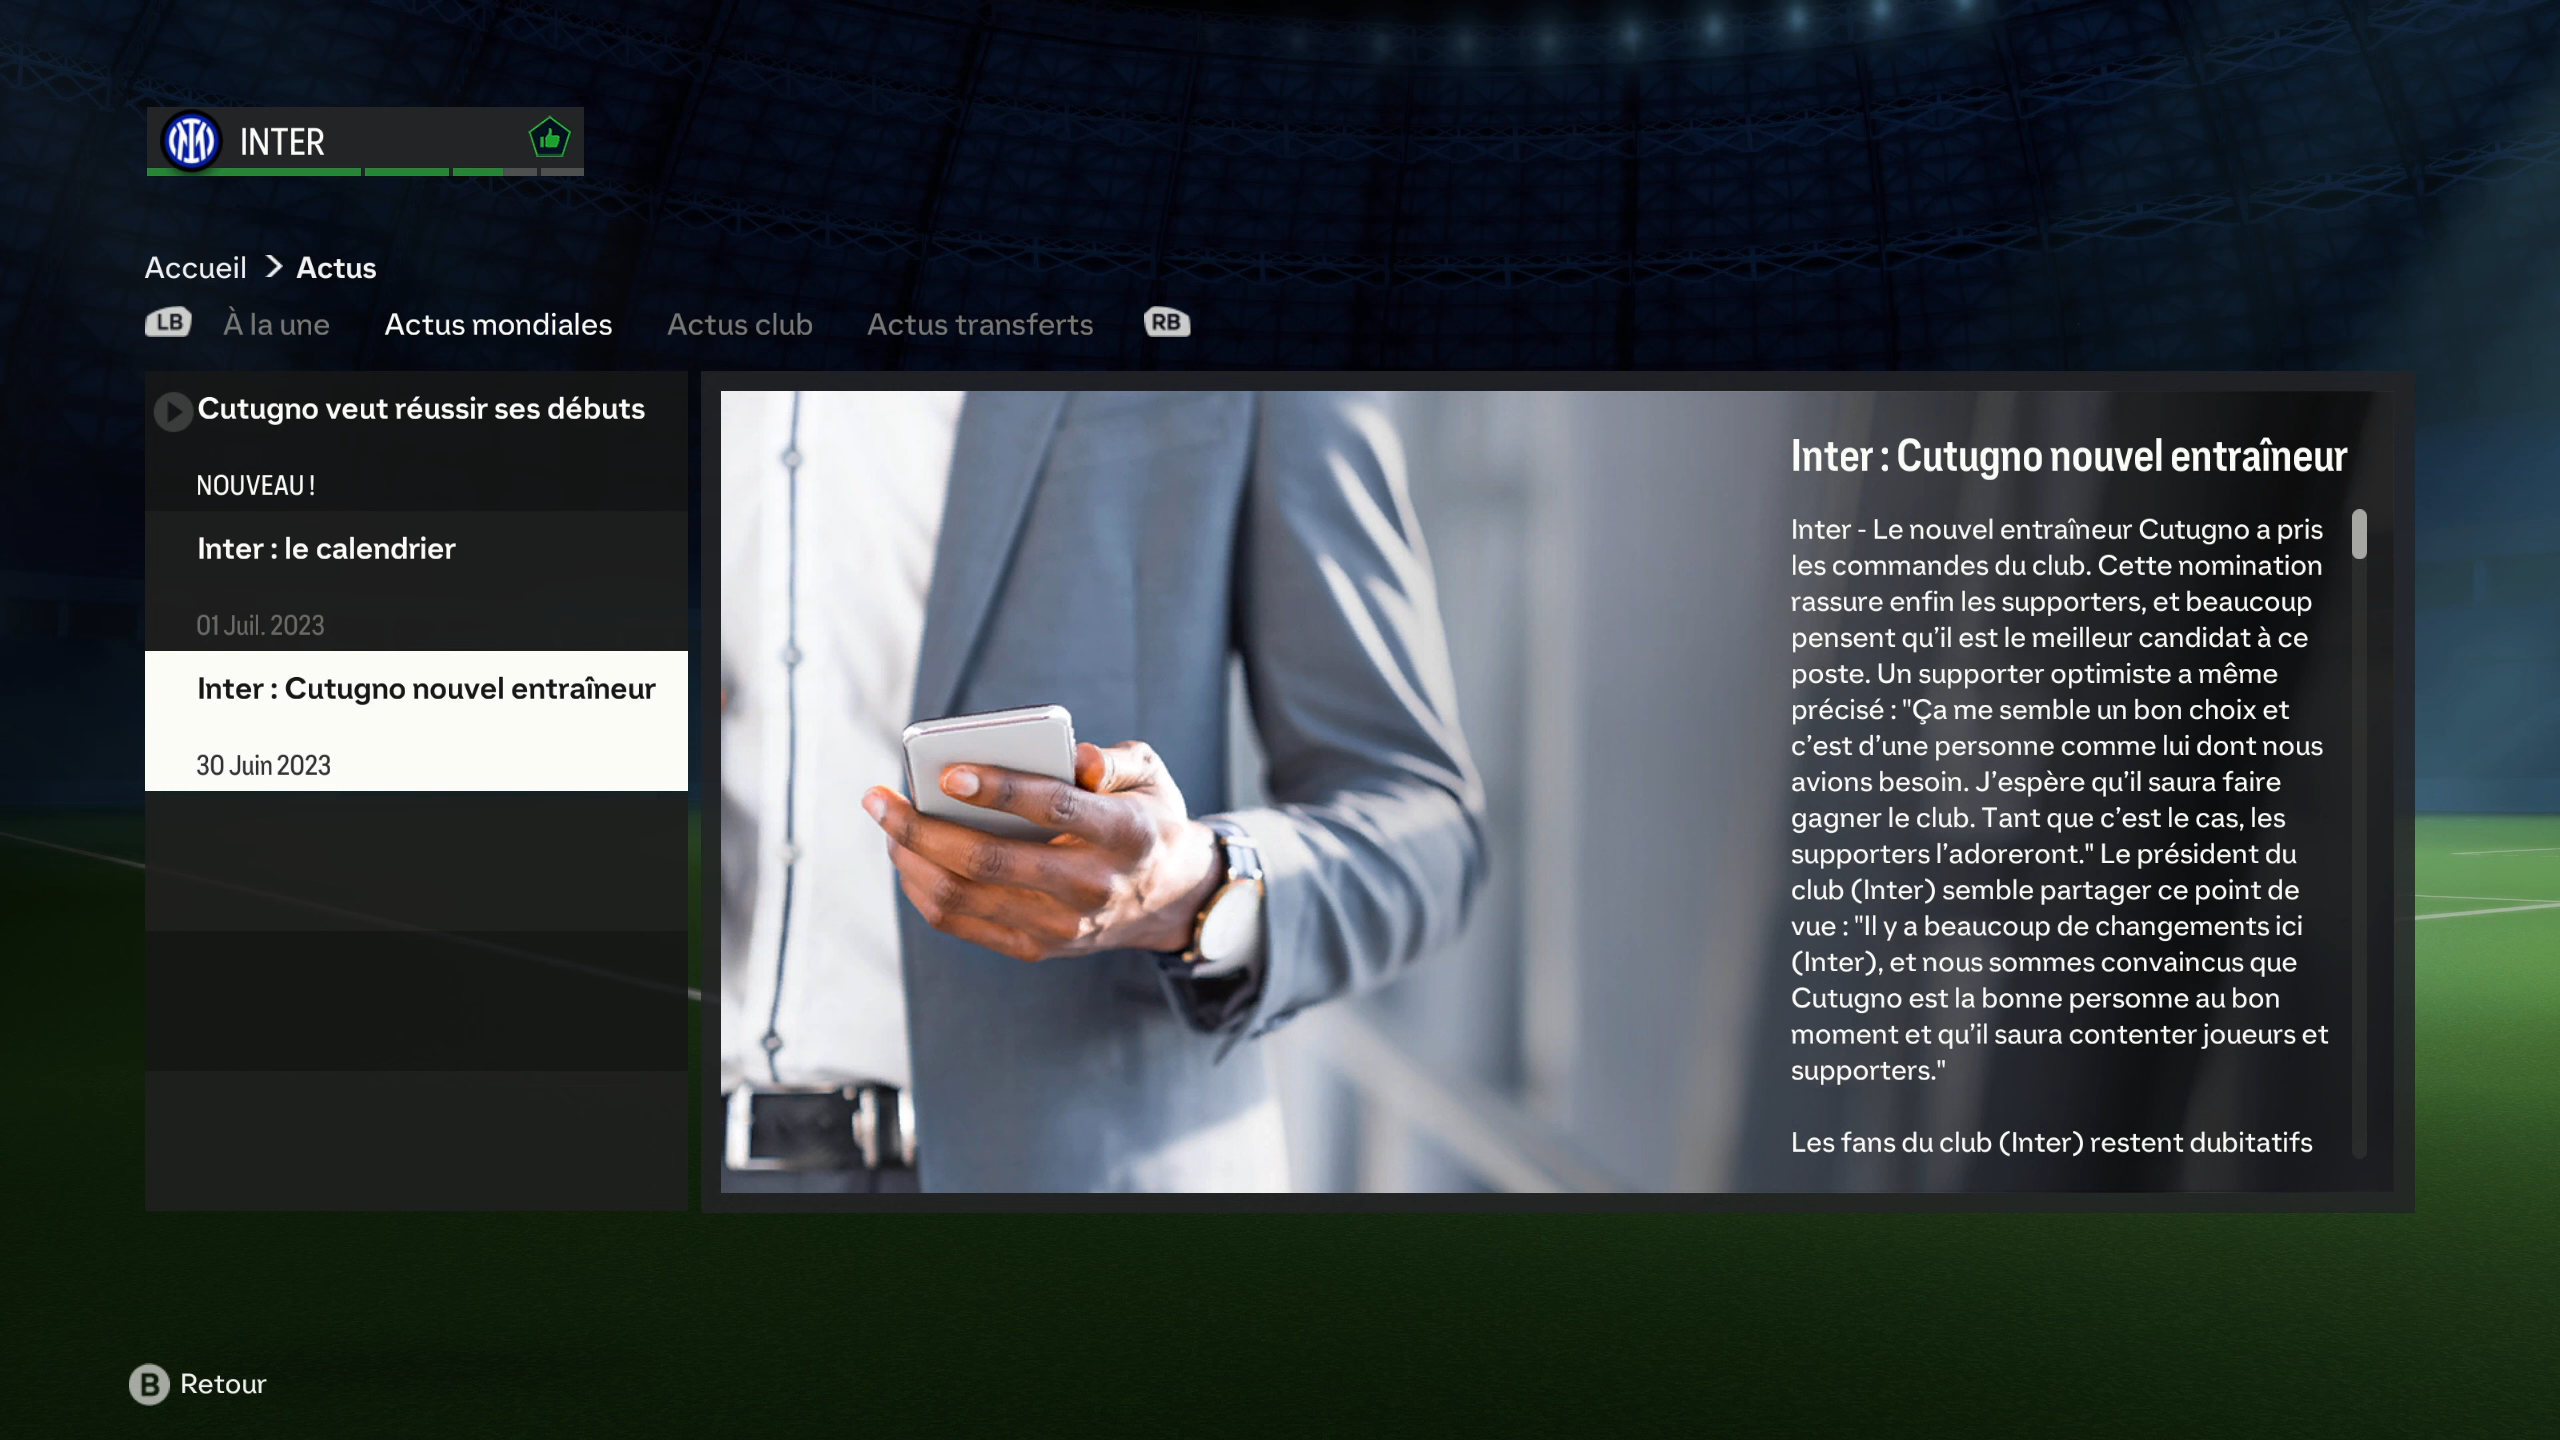 INTER
Accueil > Actus
LB À la une Actus mondiales Actus club Actus transferts RB
Cutugno veut réussir ses débuts
NOUVEAU !
Inter : le calendrier
01 Juil. 2023
Inter : Cutugno nouvel entraîneur
30 Juin 2023
Inter : Cutugno nouvel entraîneur
Inter - Le nouvel entraîneur Cutugno a pris
les commandes du club. Cette nomination
rassure enfin les supporters, et beaucoup
pensent qu’il est le meilleur candidat à ce
poste. Un supporter optimiste a même
précisé : "Ça me semble un bon choix et
c’est d’une personne comme lui dont nous
avions besoin. J’espère qu’il saura faire
gagner le club. Tant que c’est le cas, les
supporters l’adoreront." Le président du
club (Inter) semble partager ce point de
vue : "Il y a beaucoup de changements ici
(Inter), et nous sommes convaincus que
Cutugno est la bonne personne au bon
moment et qu’il saura contenter joueurs et
supporters."
Les fans du club (Inter) restent dubitatifs
B Retour